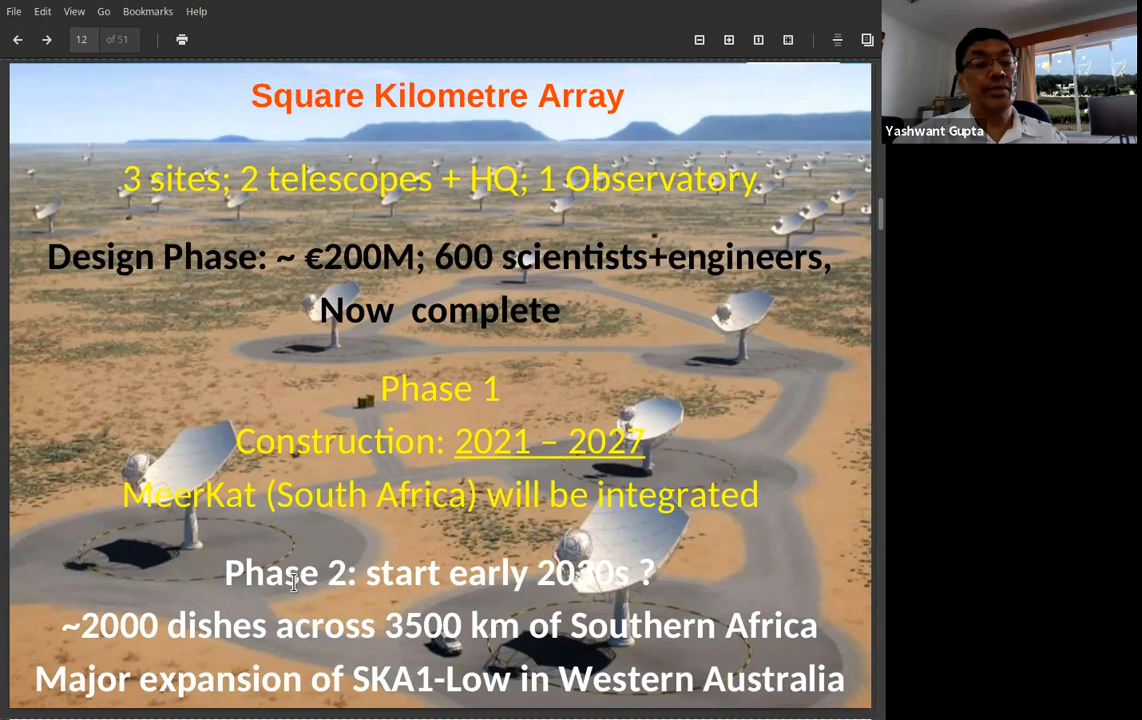 File Edit View Go Bookmarks Help
12 of 51
1
Square Kilometre Array
3 sites; 2 telescopes + HQ; 1 Observatory
Design Phase: ~ €200M; 600 scientists+engineers,
Now complete
Phase 1
Construction: 2021 – 2027
MeerKat (South Africa) will be integrated
Phase 2: start early 2030s ?
~2000 dishes across 3500 km of Southern Africa
Major expansion of SKA1-Low in Western Australia
Yashwant Gupta